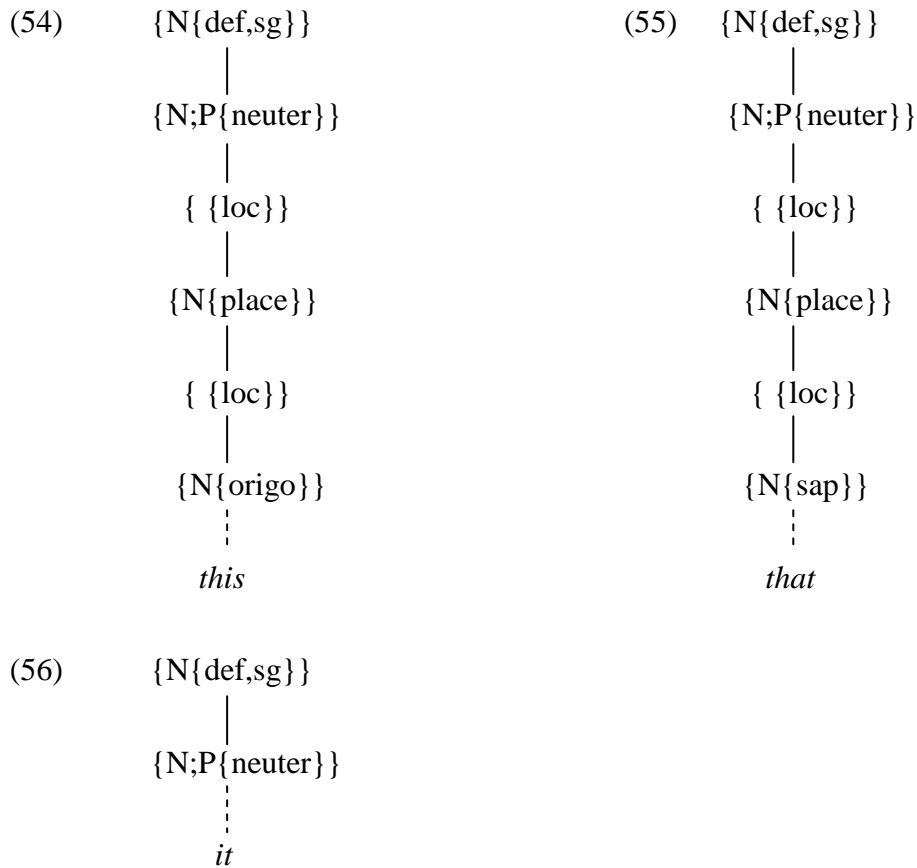 (54) {N{def,sg}} (55) {N{def,sg}}
{N;P{neuter}} {N;P{neuter}}
{ {loc}} { {loc}}
{N{place}} {N{place}}
{ {loc}} { {loc}}
{N{origo}} {N{sap}}
this that
(56) {N{def,sg}}
{N;P{neuter}}
it